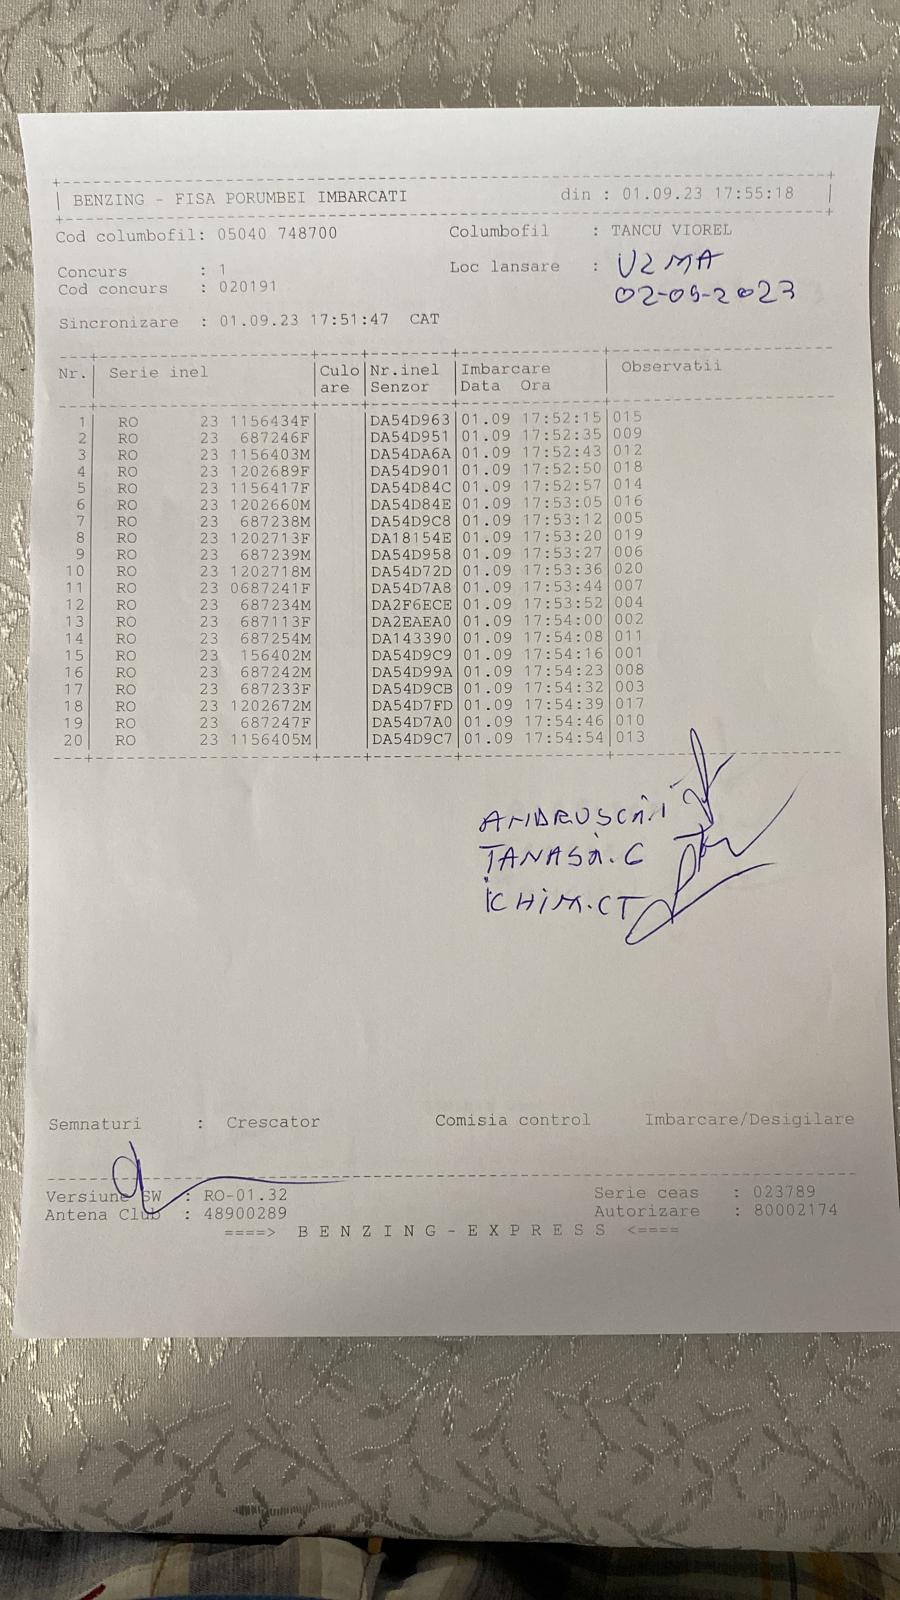 BENZING - FISA PORUMBEI IMBARCATI din : 01.09.23 17:55:18
Cod columbofil: 05040 748700 Columbofil : TANCU VIOREL
Concurs : 1 Loc lansare : UZMA
Cod concurs : 020191 02-09-2023
Sincronizare : 01.09.23 17:51:47 CAT
Nr. Serie inel Culo Nr.inel Imbarcare Observatii
are Senzor Data Ora
1 RO 23 1156434F DA54D963 01.09 17:52:15 015
2 RO 23 687246F DA54D951 01.09 17:52:35 009
3 RO 23 1156403M DA54DA6A 01.09 17:52:43 012
4 RO 23 1202689F DA54D901 01.09 17:52:50 018
5 RO 23 1156417F DA54D84C 01.09 17:52:57 014
6 RO 23 1202660M DA54D84E 01.09 17:53:05 016
7 RO 23 687238M DA54D9C8 01.09 17:53:12 005
8 RO 23 1202713F DA18154E 01.09 17:53:20 019
9 RO 23 687239M DA54D958 01.09 17:53:27 006
10 RO 23 1202718M DA54D72D 01.09 17:53:36 020
11 RO 23 0687241F DA54D7A8 01.09 17:53:44 007
12 RO 23 687234M DA2F6ECE 01.09 17:53:52 004
13 RO 23 687113F DA2EAEA0 01.09 17:54:00 002
14 RO 23 687254M DA143390 01.09 17:54:08 011
15 RO 23 156402M DA54D9C9 01.09 17:54:16 001
16 RO 23 687242M DA54D99A 01.09 17:54:23 008
17 RO 23 687233F DA54D9CB 01.09 17:54:32 003
18 RO 23 1202672M DA54D7FD 01.09 17:54:39 017
19 RO 23 687247F DA54D7A0 01.09 17:54:46 010
20 RO 23 1156405M DA54D9C7 01.09 17:54:54 013
TANASĂ.C
ICHIM.CT
Semnaturi : Crescator Comisia control Imbarcare/Desigilare
Versiune SW : RO-01.32 Serie ceas : 023789
Antena Club : 48900289 Autorizare : 80002174
====> B E N Z I N G - E X P R E S S <====